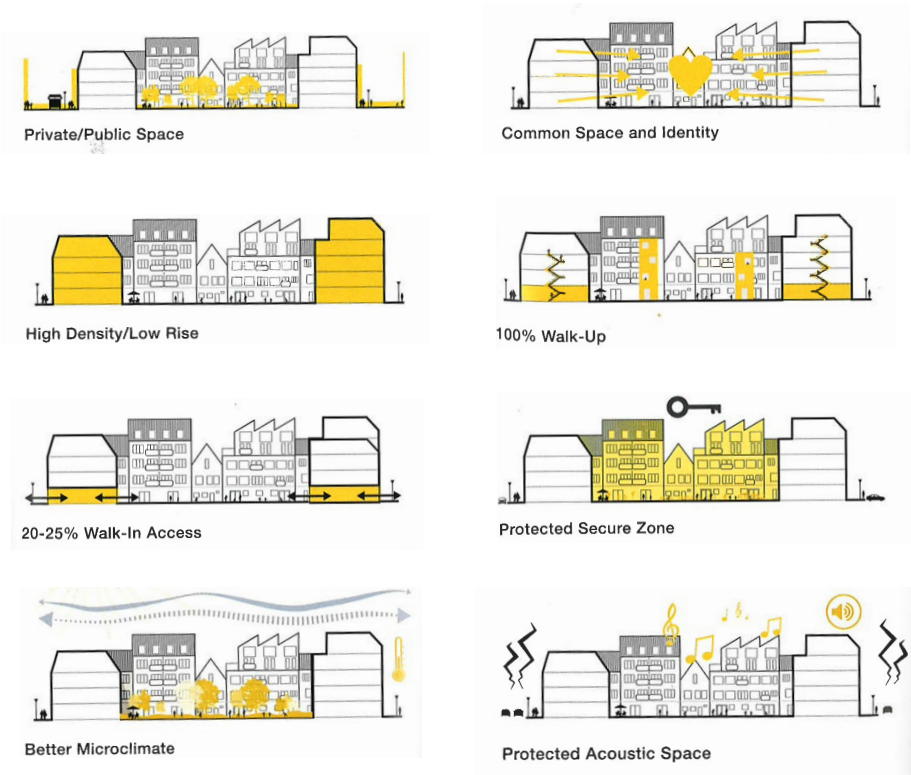 Private/Public Space
Common Space and Identity
High Density/Low Rise
100% Walk-Up
20-25% Walk-In Access
Protected Secure Zone
Better Microclimate
Protected Acoustic Space